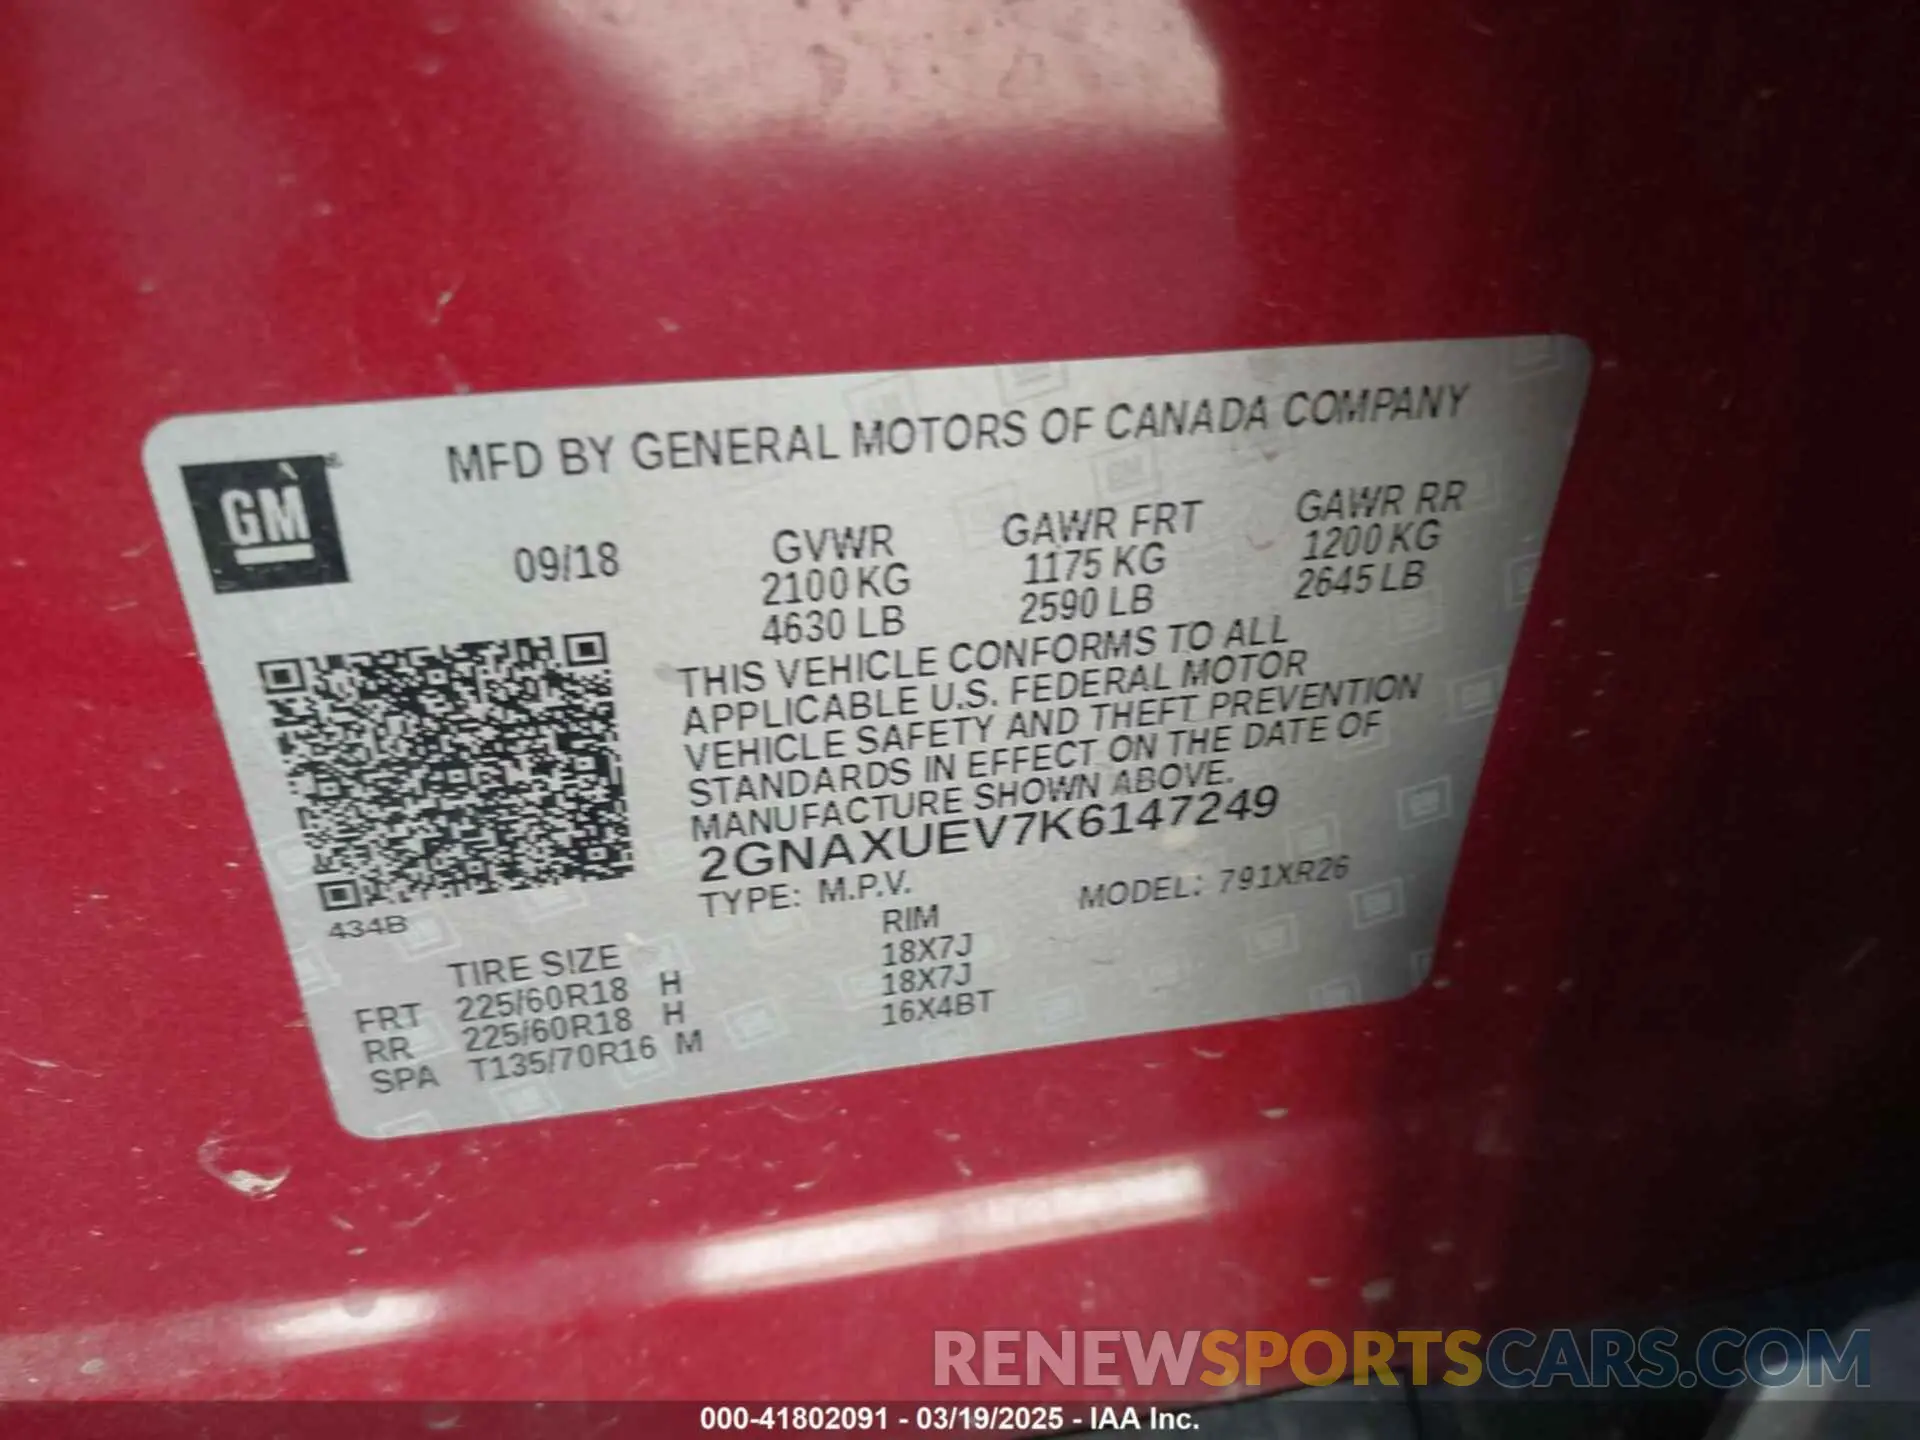 MFD BY GENERAL MOTORS OF CANADA COMPANY
GM
09/18
GVWR
2100 KG
4630 LB
GAWR FRT
1175 KG
2590 LB
GAWR RR
1200 KG
2645 LB
THIS VEHICLE CONFORMS TO ALL
APPLICABLE U.S. FEDERAL MOTOR
VEHICLE SAFETY AND THEFT PREVENTION
STANDARDS IN EFFECT ON THE DATE OF
MANUFACTURE SHOWN ABOVE.
2GNAXUEV7K6147249
TYPE: M.P.V.
MODEL: 791XR26
434B
TIRE SIZE RIM
FRT 225/60R18 H 18X7J
RR 225/60R18 H 18X7J
SPA T135/70R16 M 16X4BT
RENEWSPORTSCARS.COM
000-41802091 - 03/19/2025 - IAA Inc.